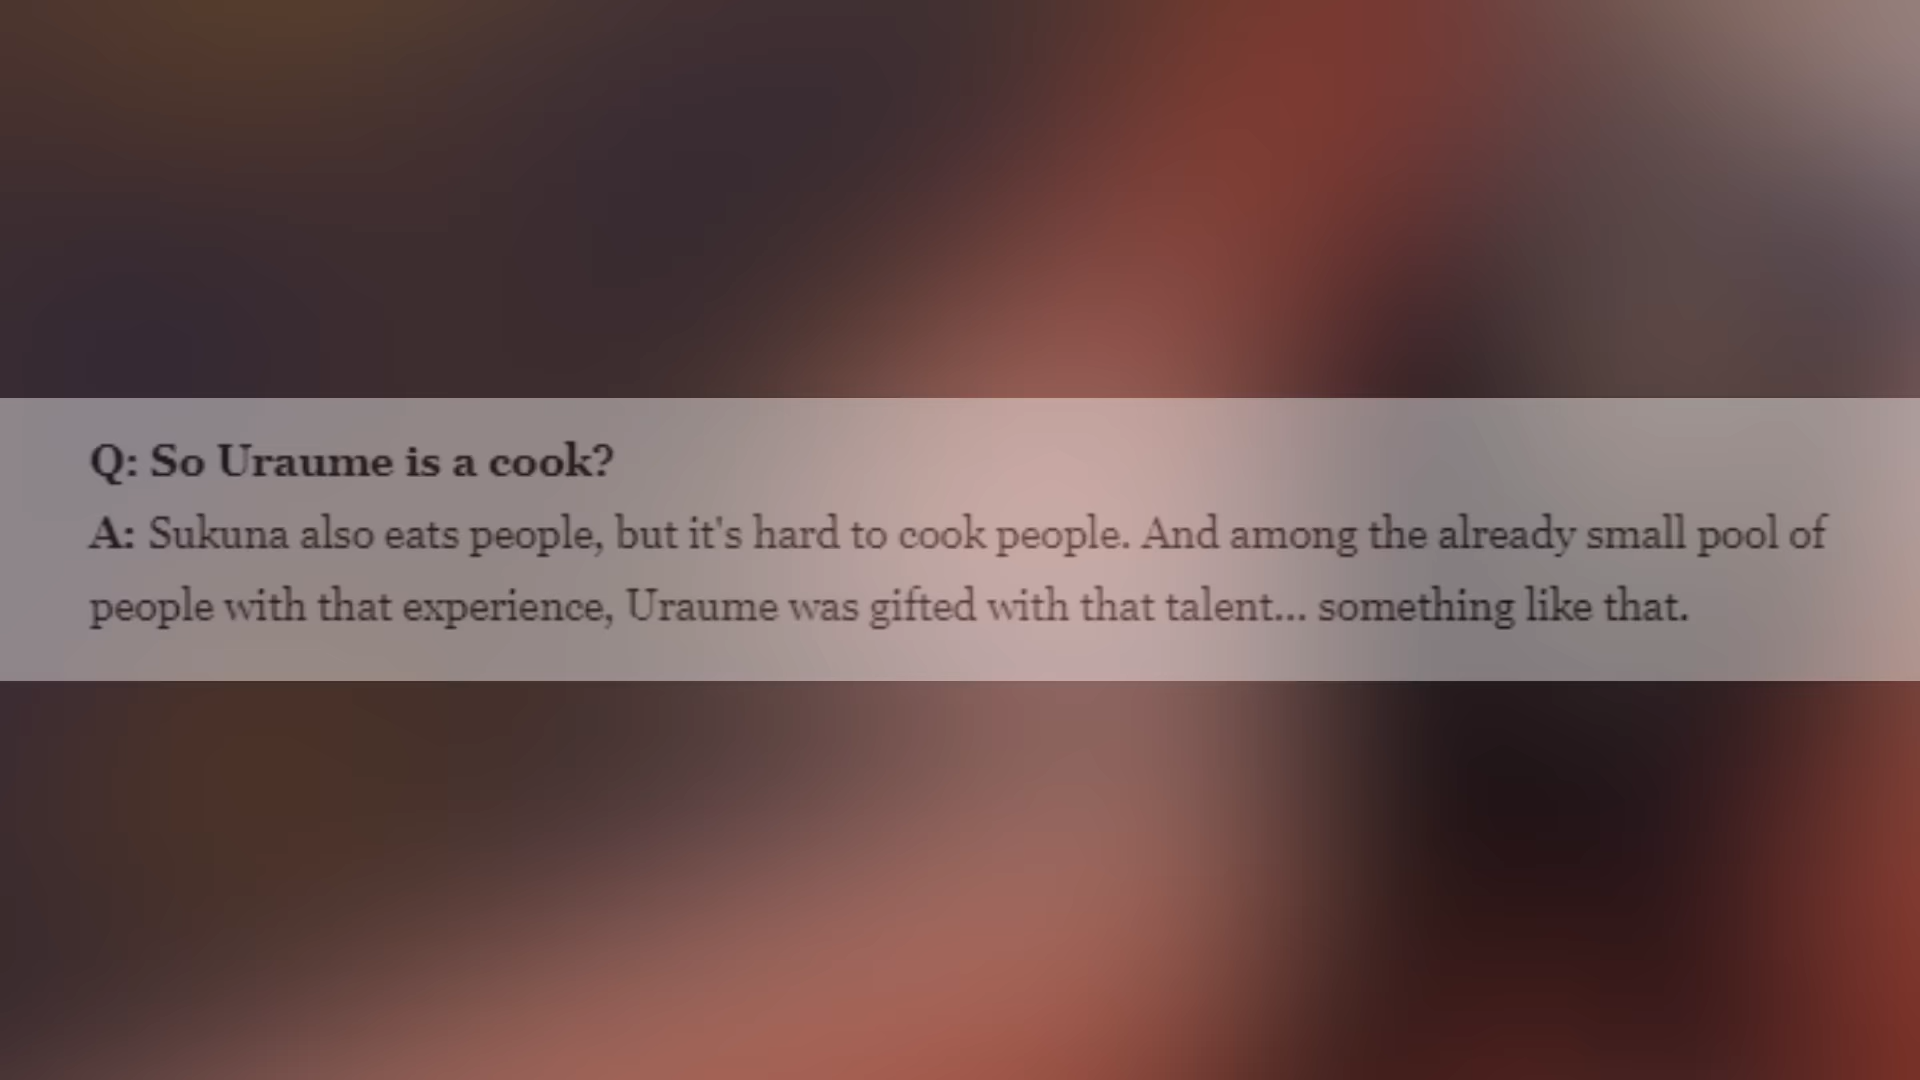 Q: So Uraume is a cook?
A: Sukuna also eats people, but it's hard to cook people. And among the already small pool of
people with that experience, Uraume was gifted with that talent... something like that.